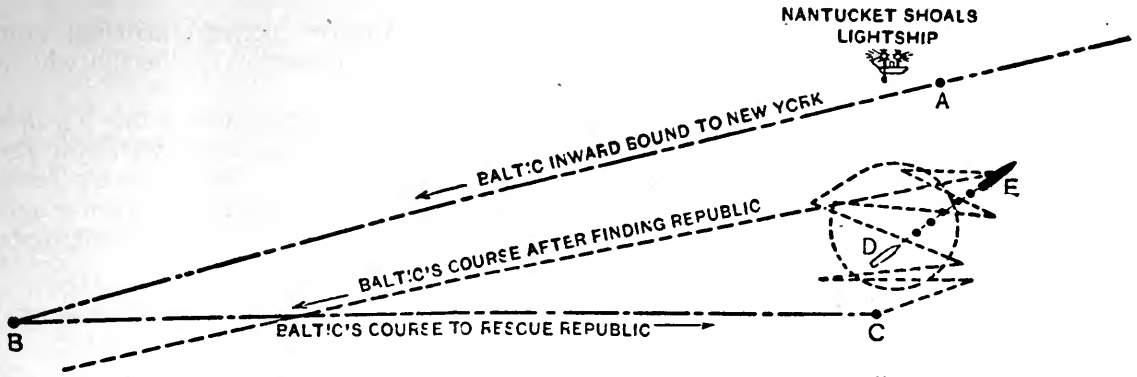 NANTUCKET SHOALS
LIGHTSHIP
A
BALTIC INWARD BOUND TO NEW YORK
E
BALTIC'S COURSE AFTER FINDING REPUBLIC
D
B
BALTIC'S COURSE TO RESCUE REPUBLIC
C